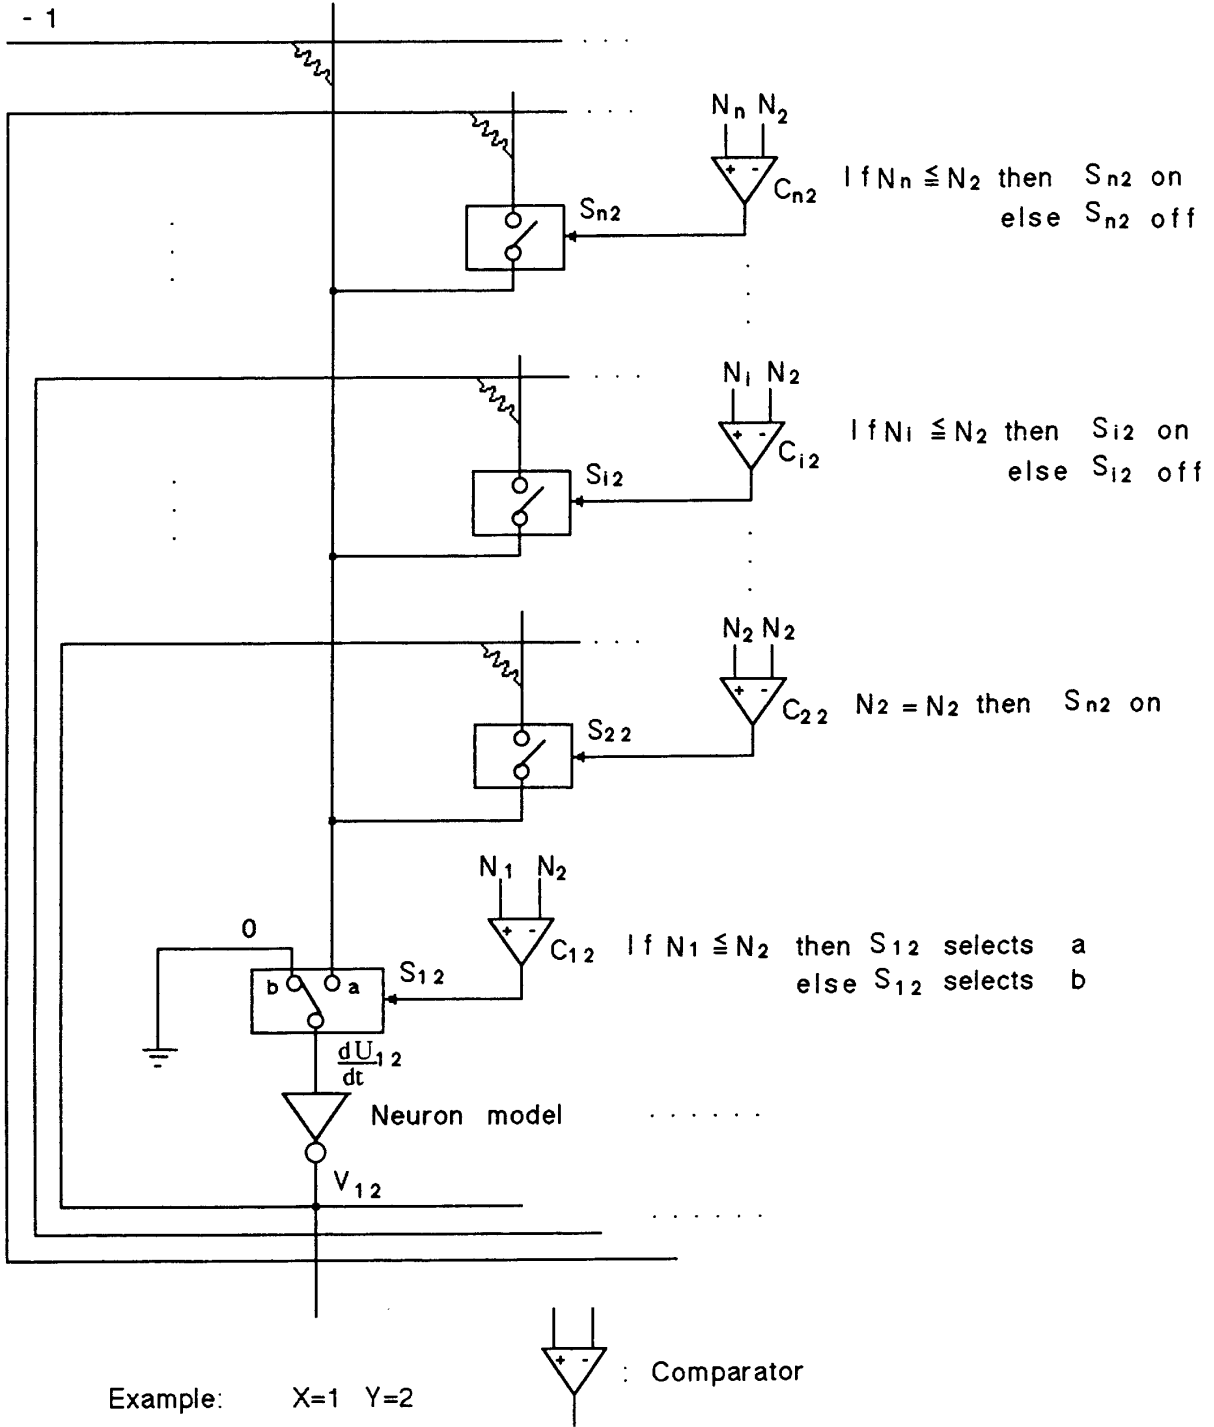 - 1
Nn N2
+ -
Cn2
If Nn ≦ N2 then Sn2 on
else Sn2 off
Sn2
Ni N2
+ -
Ci2
If Ni ≦ N2 then Si2 on
else Si2 off
Si2
N2 N2
+ -
C22
N2 = N2 then Sn2 on
S22
N1 N2
+ -
C12
If N1 ≦ N2 then S12 selects a
else S12 selects b
0
b a
S12
dU12
dt
Neuron model
V12
+ -
: Comparator
Example: X=1 Y=2